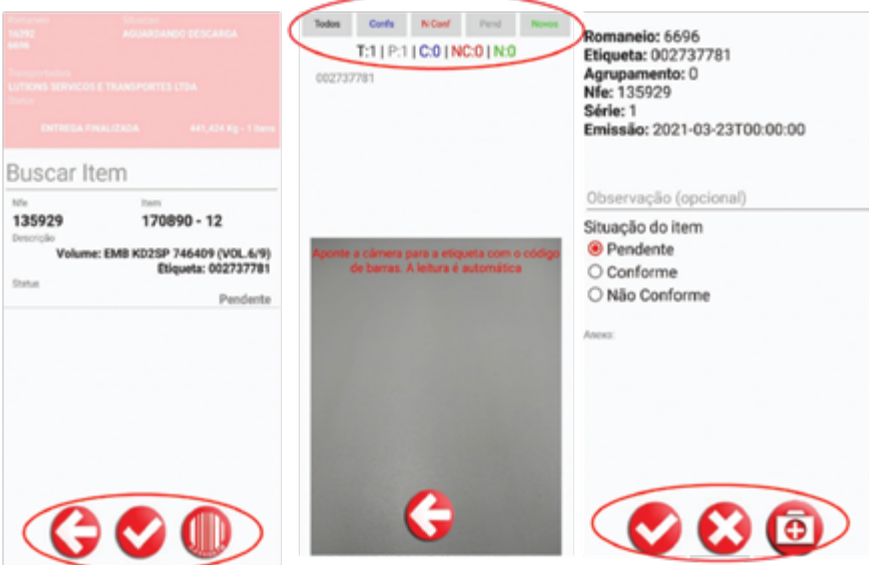 Romaneio
16792
6696
Situacao
AGUARDANDO DESCARGA
Transportadora
LUTIONS SERVICOS E TRANSPORTES LTDA
Status
ENTREGA FINALIZADA
441,424 Kg - 1 Itens
Buscar Item
Nfe
Item
135929
170890 - 12
Descrição
Volume: EMB KD2SP 746409 (VOL.6/9)
Etiqueta: 002737781
Status
Pendente
Todos
Confs
N Conf
Pend
Novos
T:1 | P:1 | C:0 | NC:0 | N:0
002737781
Aponte a câmera para a etiqueta com o código
de barras. A leitura é automática
Romaneio: 6696
Etiqueta: 002737781
Agrupamento: 0
Nfe: 135929
Série: 1
Emissão: 2021-03-23T00:00:00
Observação (opcional)
Situação do item
Pendente
Conforme
Não Conforme
Anexo: